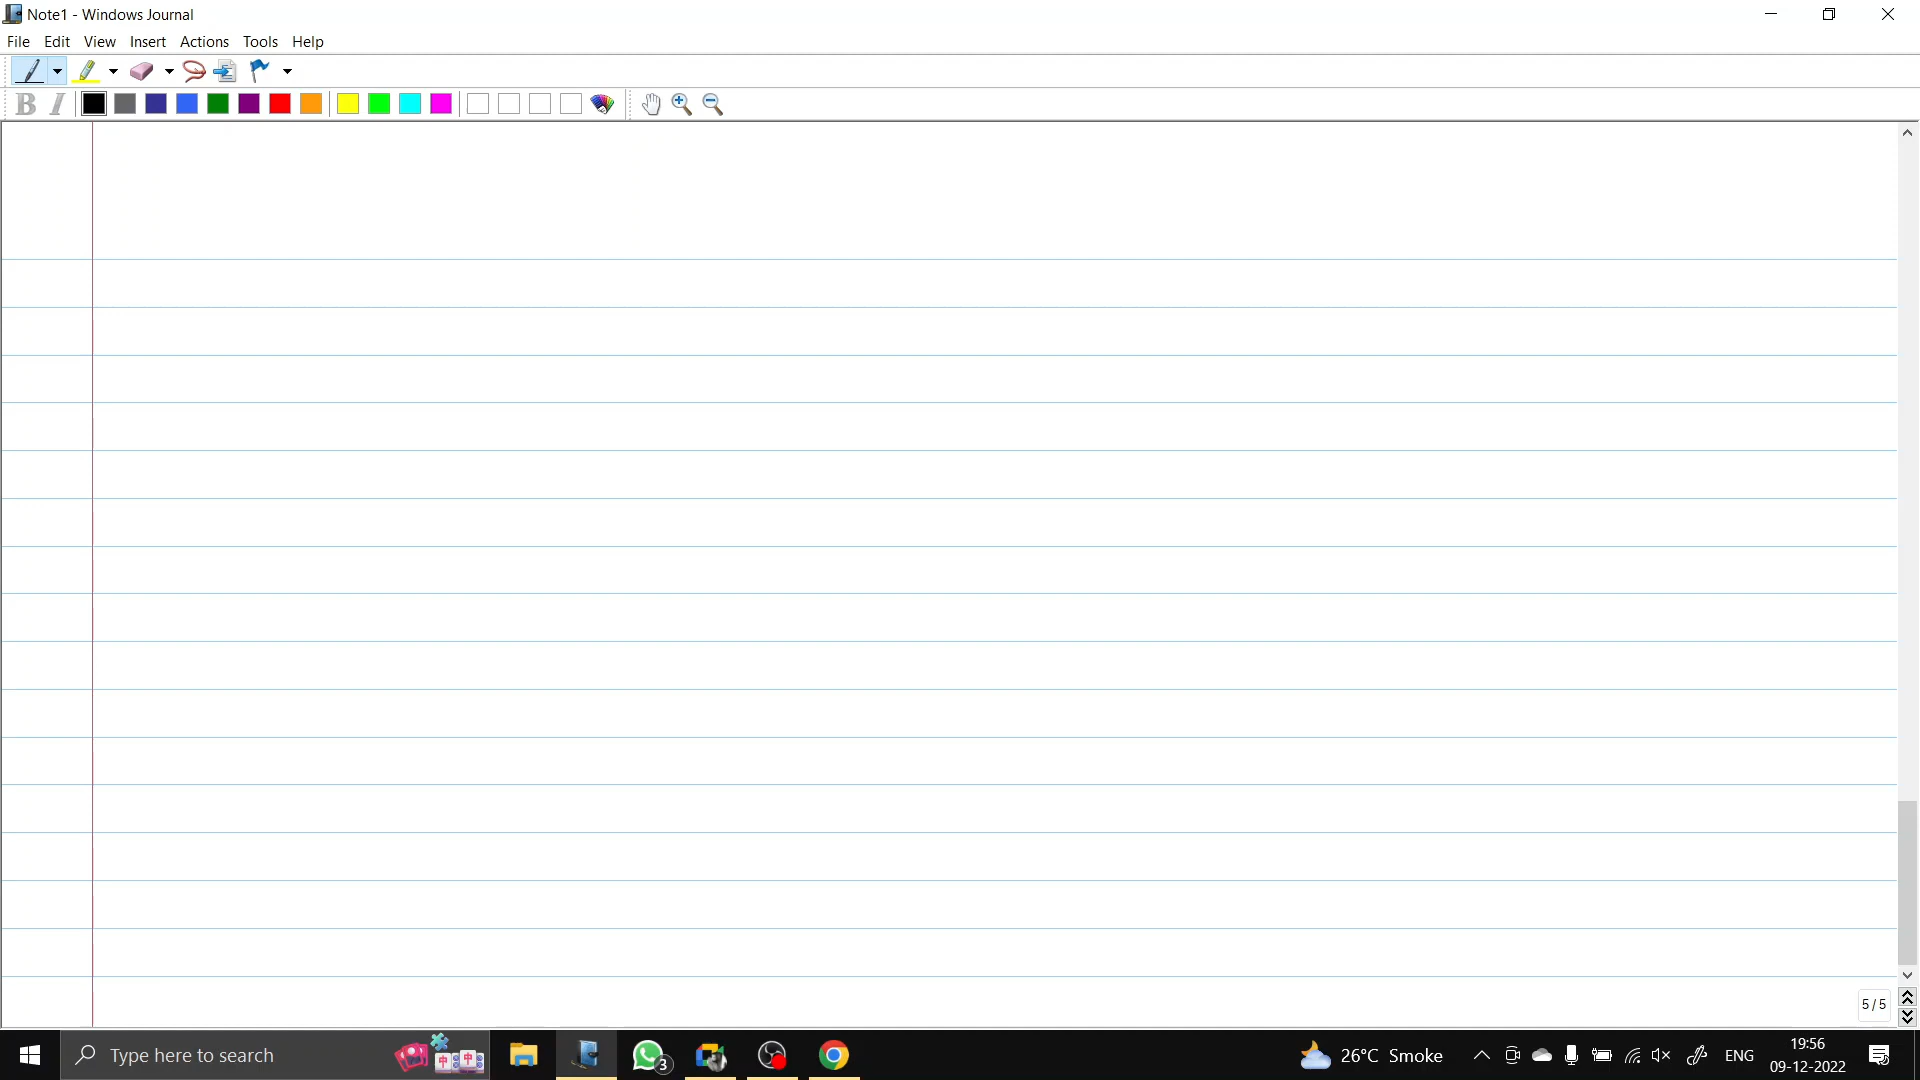 Note1 - Windows Journal
File Edit View Insert Actions Tools Help
B I
5 / 5
Type here to search
3
26°C Smoke
ENG
19:56
09-12-2022